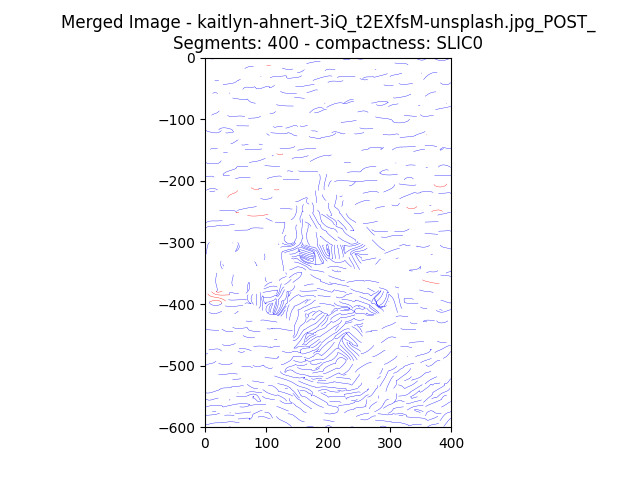 Merged Image - kaitlyn-ahnert-3iQ_t2EXfsM-unsplash.jpg_POST_
Segments: 400 - compactness: SLIC0
0
−100
−200
−300
−400
−500
−600
0 100 200 300 400